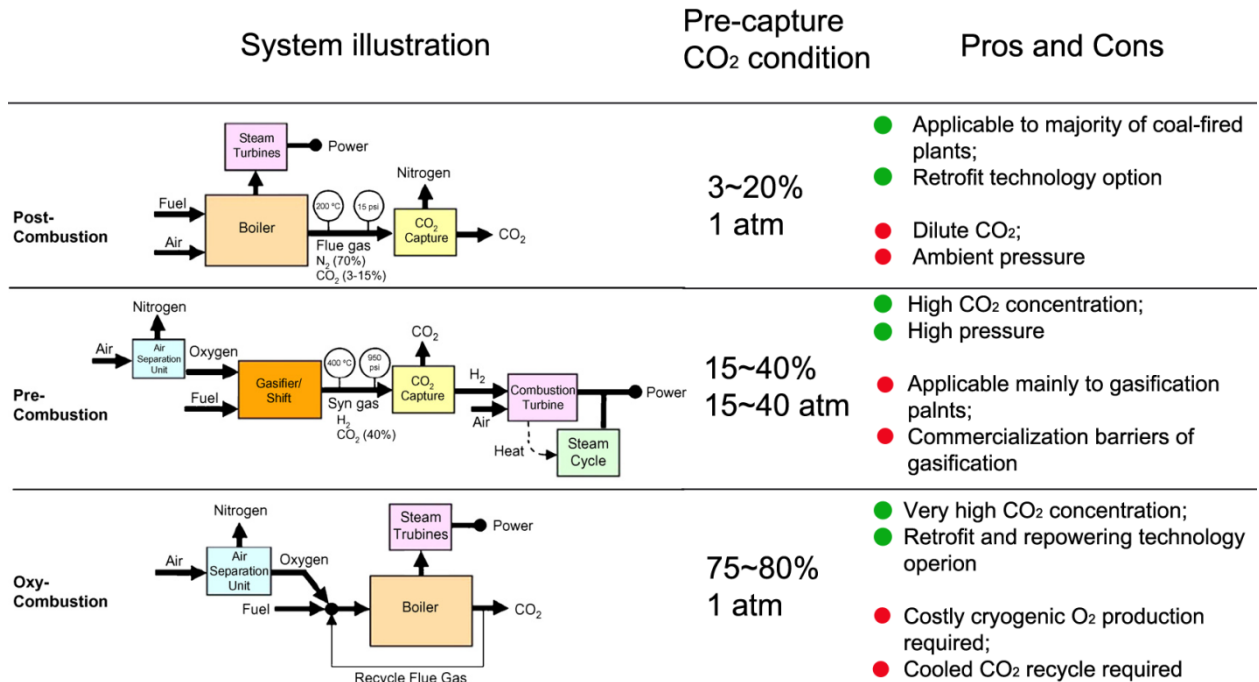 System illustration
Pre-capture
CO₂ condition
Pros and Cons
Post-
Combustion
Fuel
Air
Boiler
Steam
Turbines
Power
200 ºC
15 psi
Flue gas
N₂ (70%)
CO₂ (3-15%)
Nitrogen
CO₂
Capture
CO₂
3~20%
1 atm
Applicable to majority of coal-fired
plants;
Retrofit technology option
Dilute CO₂;
Ambient pressure
Pre-
Combustion
Nitrogen
Air
Air
Separation
Unit
Oxygen
Fuel
Gasifier/
Shift
400 ºC
950
psi
Syn gas
H₂
CO₂ (40%)
CO₂
CO₂
Capture
H₂
Air
Combustion
Turbine
Power
Heat
Steam
Cycle
15~40%
15~40 atm
High CO₂ concentration;
High pressure
Applicable mainly to gasification
palnts;
Commercialization barriers of
gasification
Oxy-
Combustion
Nitrogen
Air
Air
Separation
Unit
Oxygen
Fuel
Steam
Trubines
Power
Boiler
CO₂
Recycle Flue Gas
75~80%
1 atm
Very high CO₂ concentration;
Retrofit and repowering technology
operion
Costly cryogenic O₂ production
required;
Cooled CO₂ recycle required